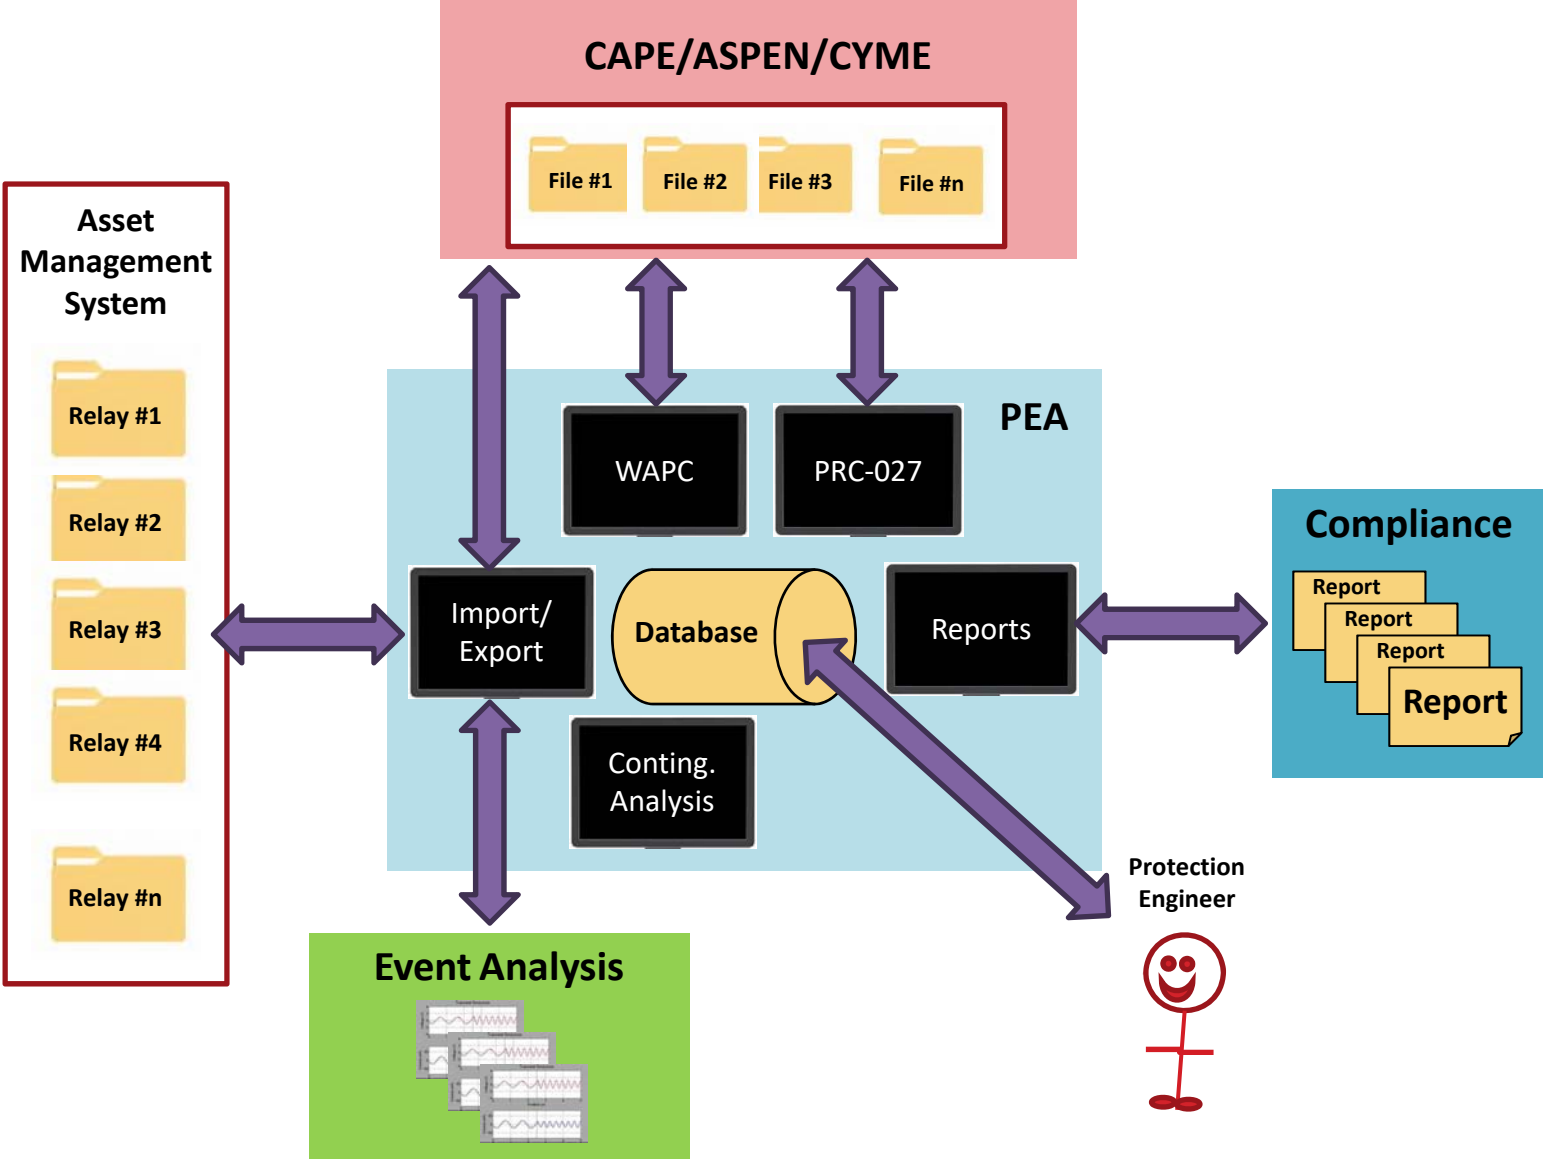 CAPE/ASPEN/CYME
File #1
File #2
File #3
File #n
Asset
Management
System
Relay #1
Relay #2
Relay #3
Relay #4
Relay #n
PEA
WAPC
PRC-027
Import/
Export
Database
Reports
Conting.
Analysis
Compliance
Report
Report
Report
Report
Protection
Engineer
Event Analysis